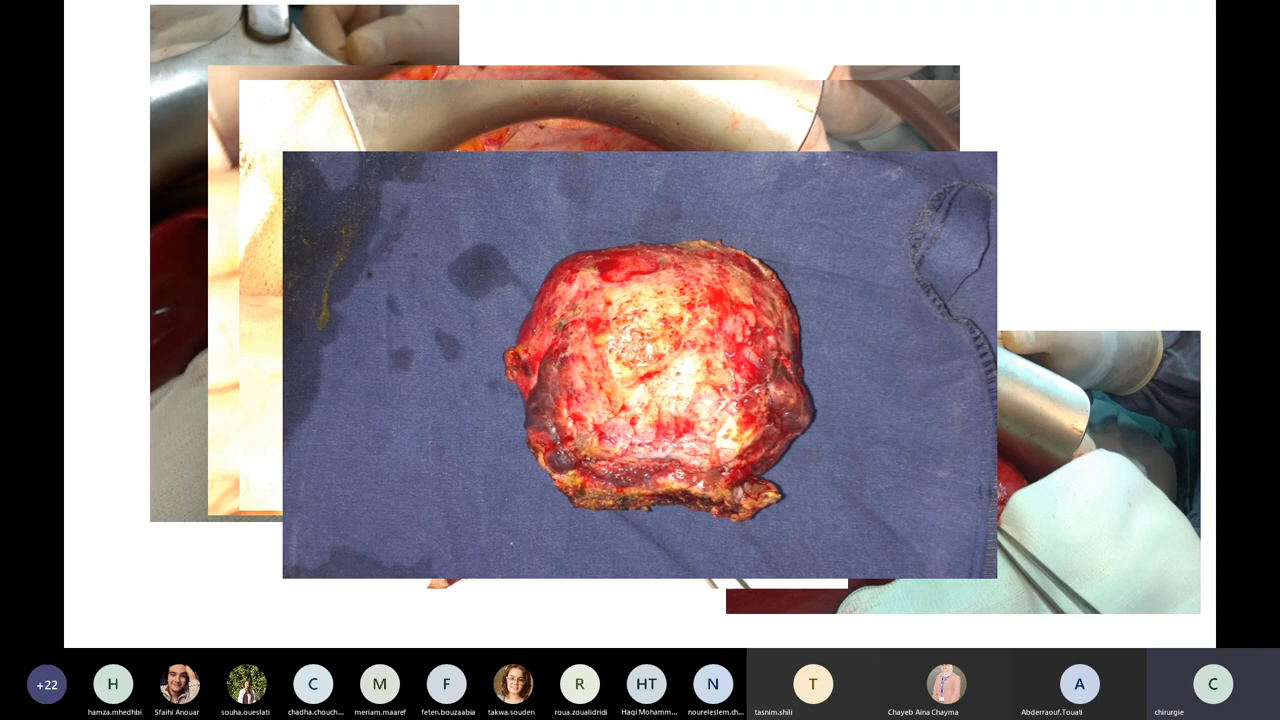 +22
H
C
M
F
R
HT
N
T
A
C
hamza.mhedhbi
Sfaihi Anouar
souha.oueslati
chadha.chouch...
meriam.maaref
feten.bouzaabia
takwa.souden
roua.zoualidridi
Haqi Mohamm...
noureleslem.ch...
tasnim.shili
Chayeb Aina Chayma
Abderraouf.Touati
chirurgie